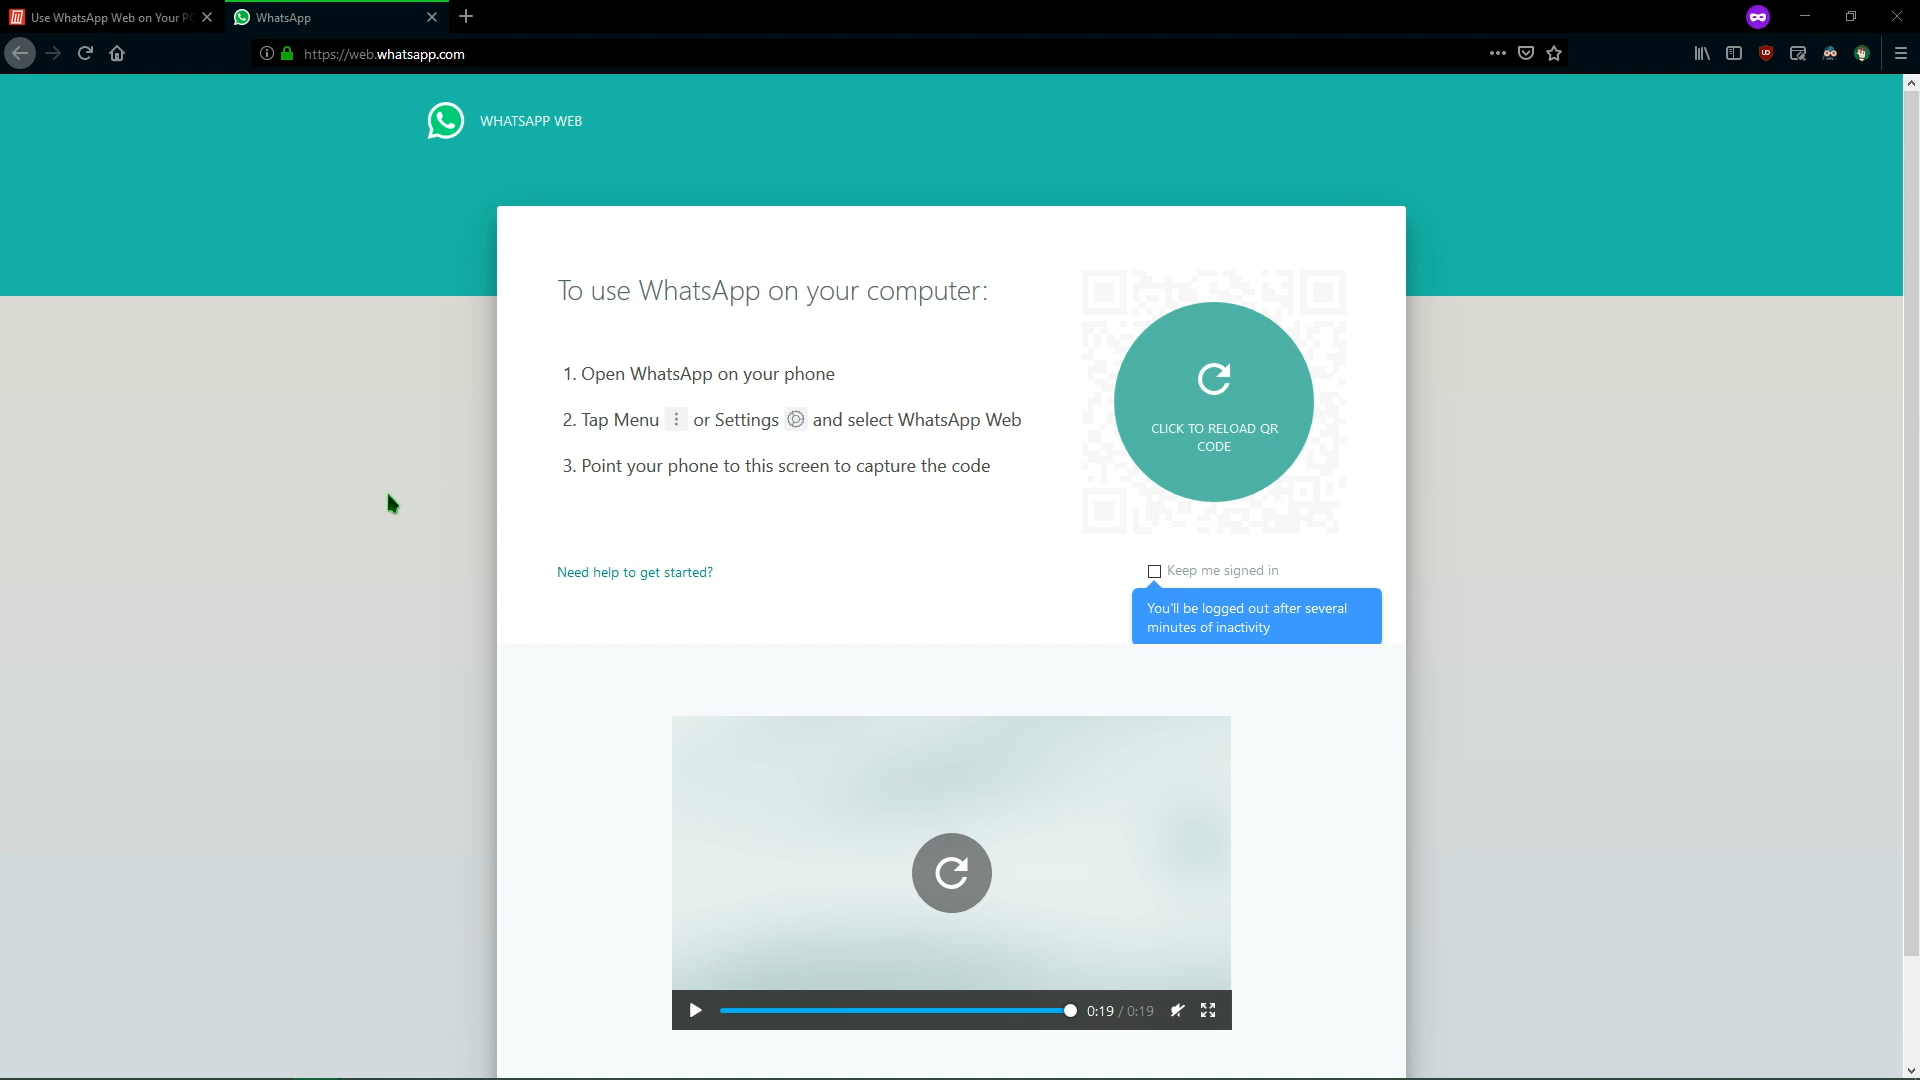 Use WhatsApp Web on Your PC
WhatsApp
https://web.whatsapp.com
WHATSAPP WEB
To use WhatsApp on your computer:
1. Open WhatsApp on your phone
2. Tap Menu or Settings and select WhatsApp Web
3. Point your phone to this screen to capture the code
CLICK TO RELOAD QR
CODE
Need help to get started?
Keep me signed in
You'll be logged out after several
minutes of inactivity
0:19 / 0:19